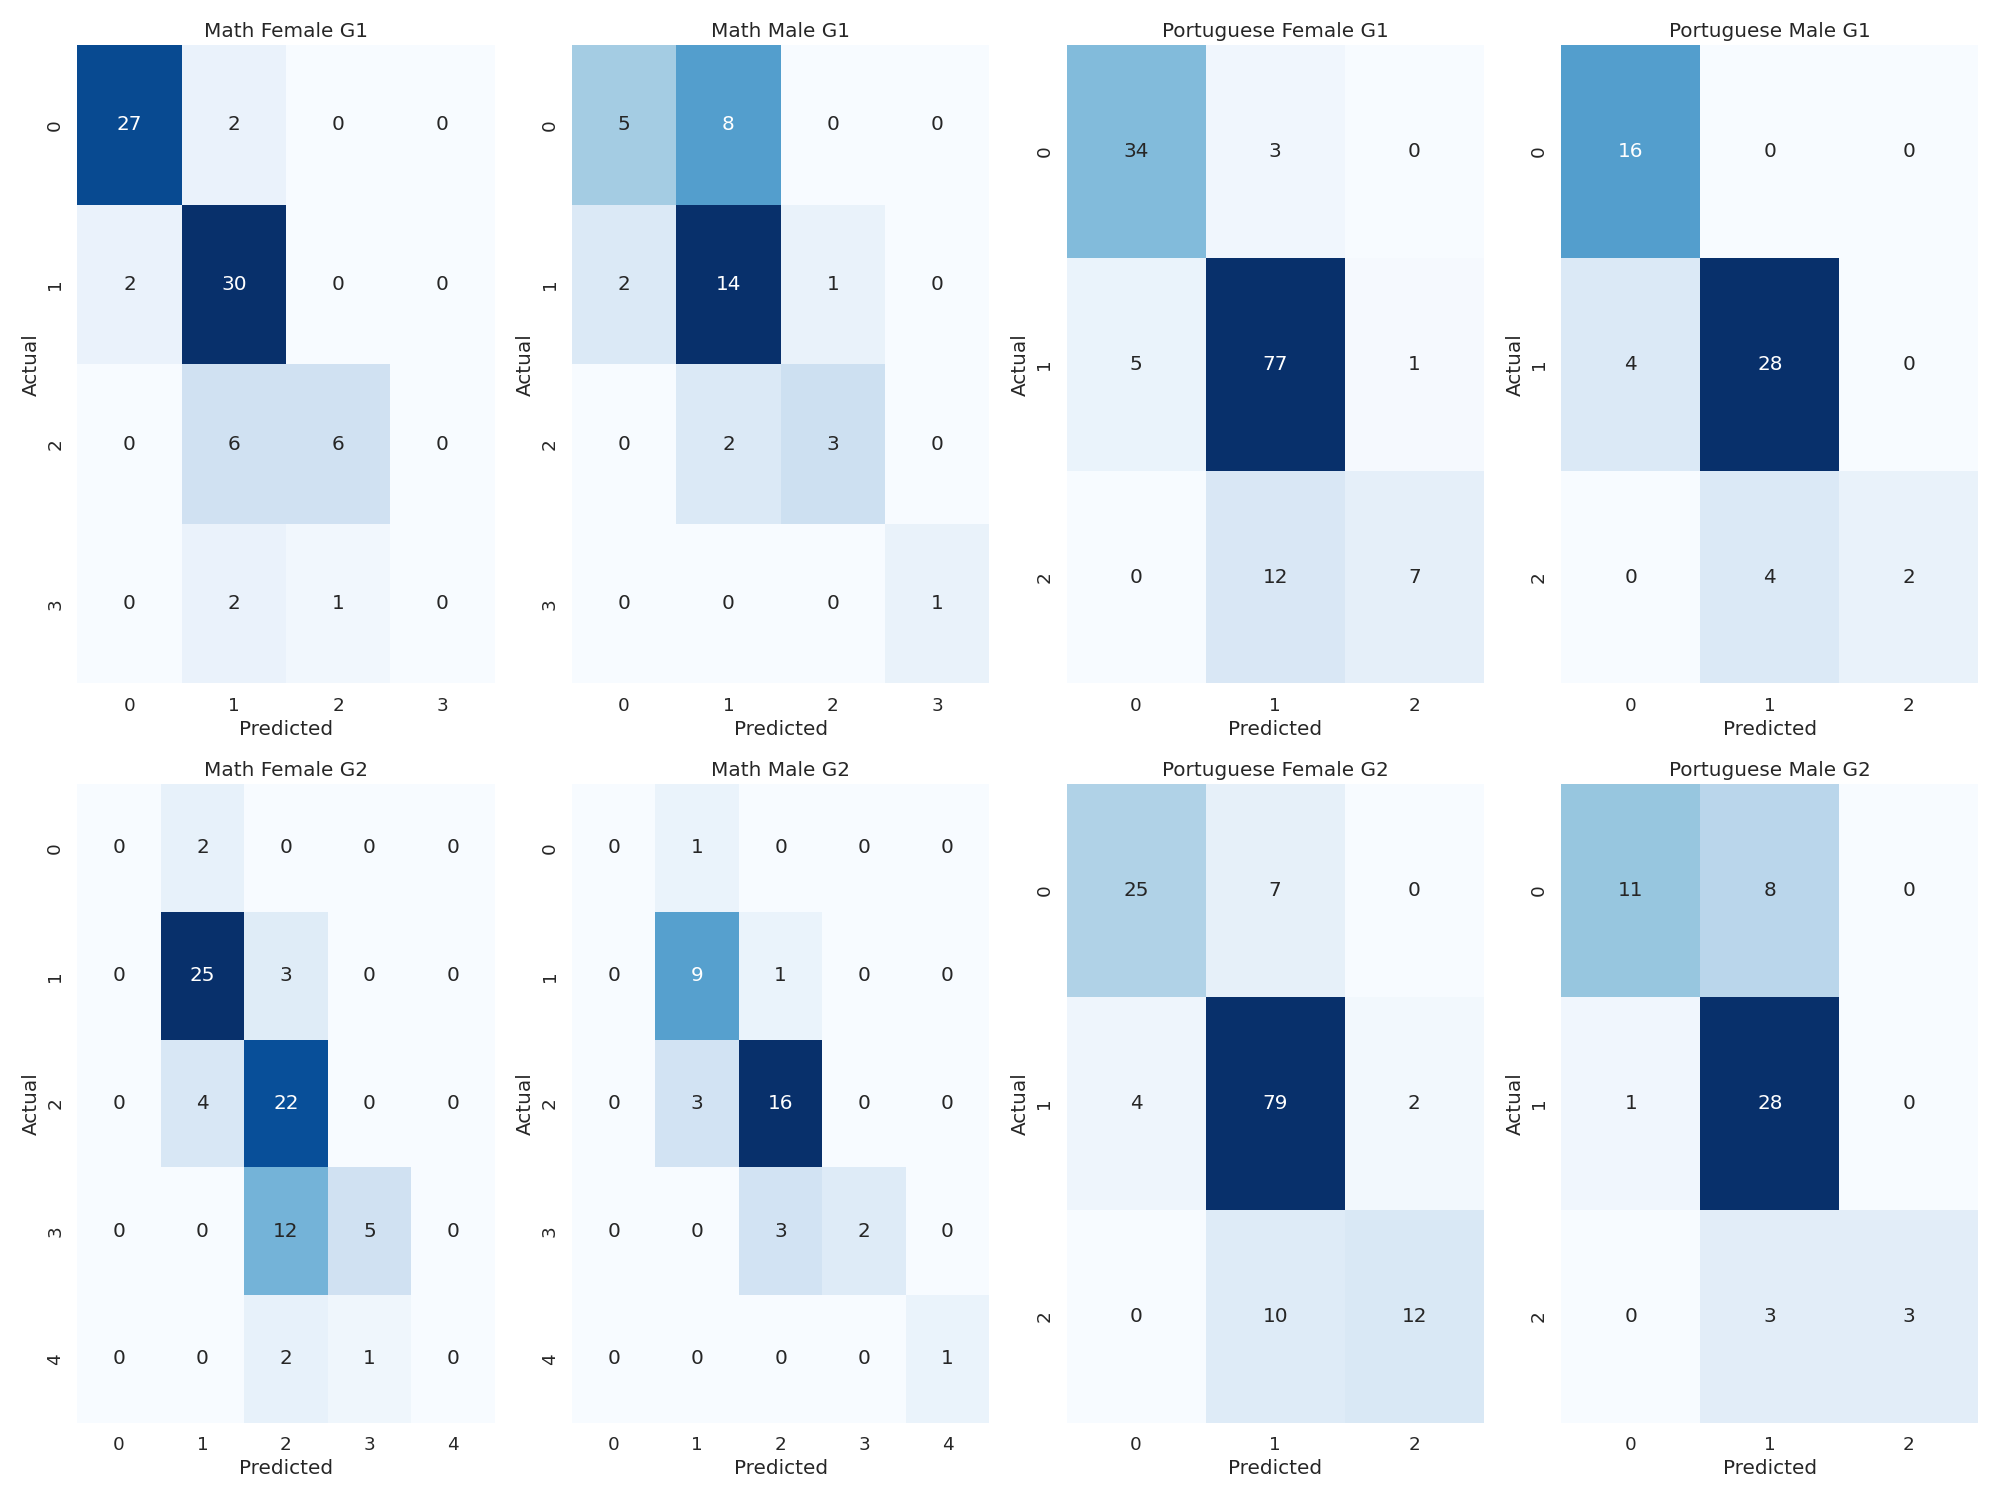 Math Female G1
Math Male G1
Portuguese Female G1
Portuguese Male G1
Actual
0 27 2 0 0
1 2 30 0 0
2 0 6 6 0
3 0 2 1 0
0 1 2 3
Predicted
Actual
0 5 8 0 0
1 2 14 1 0
2 0 2 3 0
3 0 0 0 1
0 1 2 3
Predicted
Actual
0 34 3 0
1 5 77 1
2 0 12 7
0 1 2
Predicted
Actual
0 16 0 0
1 4 28 0
2 0 4 2
0 1 2
Predicted
Math Female G2
Math Male G2
Portuguese Female G2
Portuguese Male G2
Actual
0 0 2 0 0 0
1 0 25 3 0 0
2 0 4 22 0 0
3 0 0 12 5 0
4 0 0 2 1 0
0 1 2 3 4
Predicted
Actual
0 0 1 0 0 0
1 0 9 1 0 0
2 0 3 16 0 0
3 0 0 3 2 0
4 0 0 0 0 1
0 1 2 3 4
Predicted
Actual
0 25 7 0
1 4 79 2
2 0 10 12
0 1 2
Predicted
Actual
0 11 8 0
1 1 28 0
2 0 3 3
0 1 2
Predicted